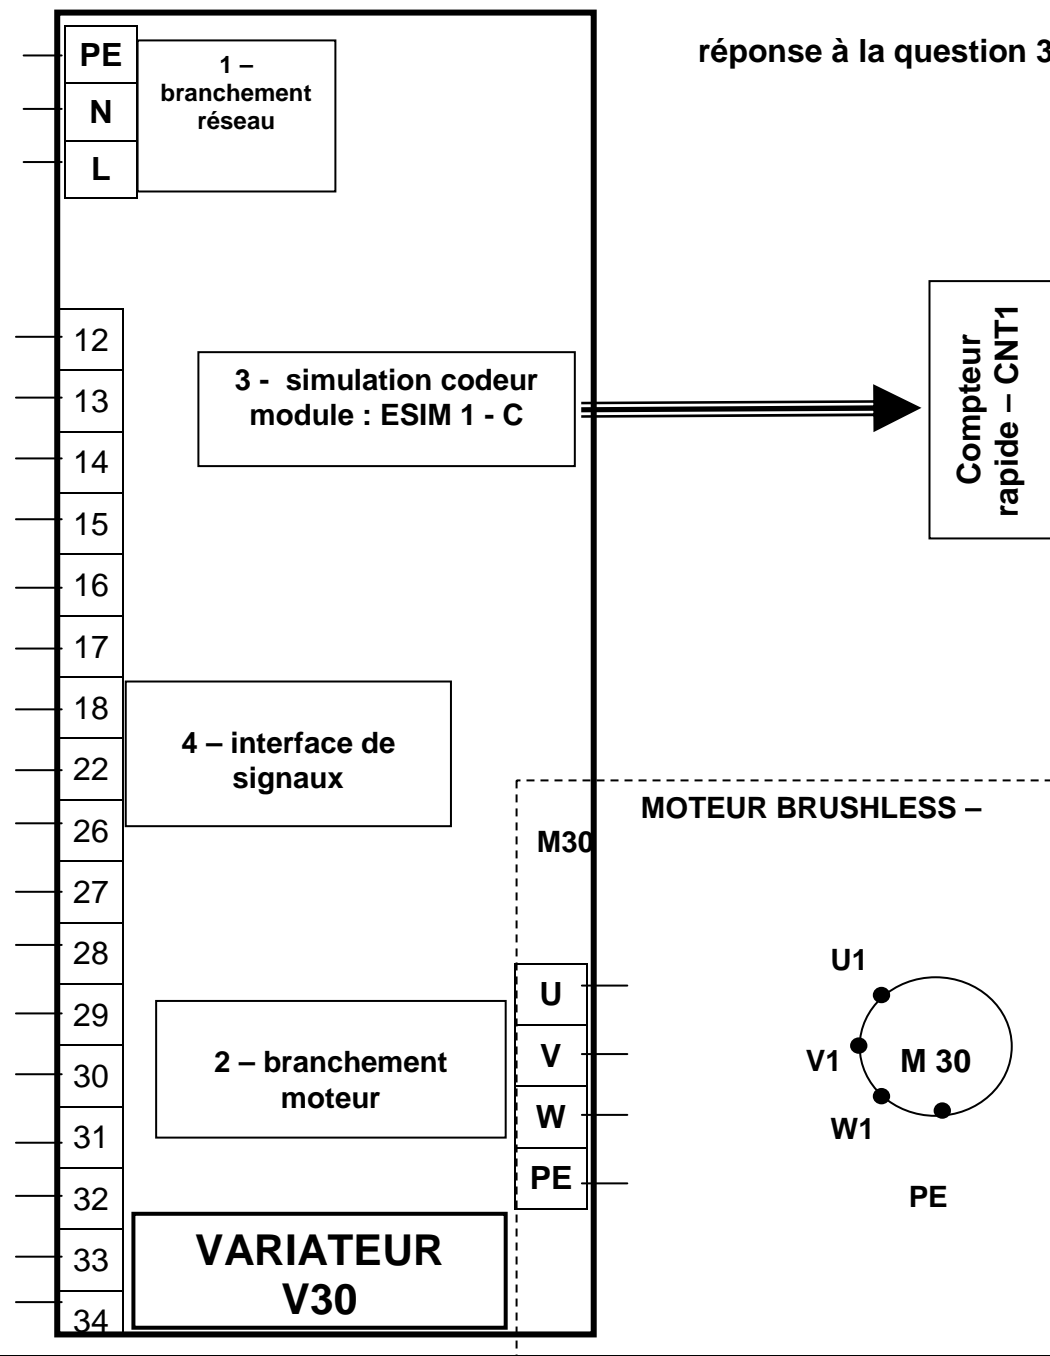 réponse à la question 3
PE
N
L
1 –
branchement
réseau
12
13
14
15
16
17
18
22
26
27
28
29
30
31
32
33
34
3 - simulation codeur
module : ESIM 1 - C
Compteur
rapide – CNT1
4 – interface de
signaux
MOTEUR BRUSHLESS –
M30
U
V
W
PE
2 – branchement
moteur
U1
V1
M 30
W1
PE
VARIATEUR
V30